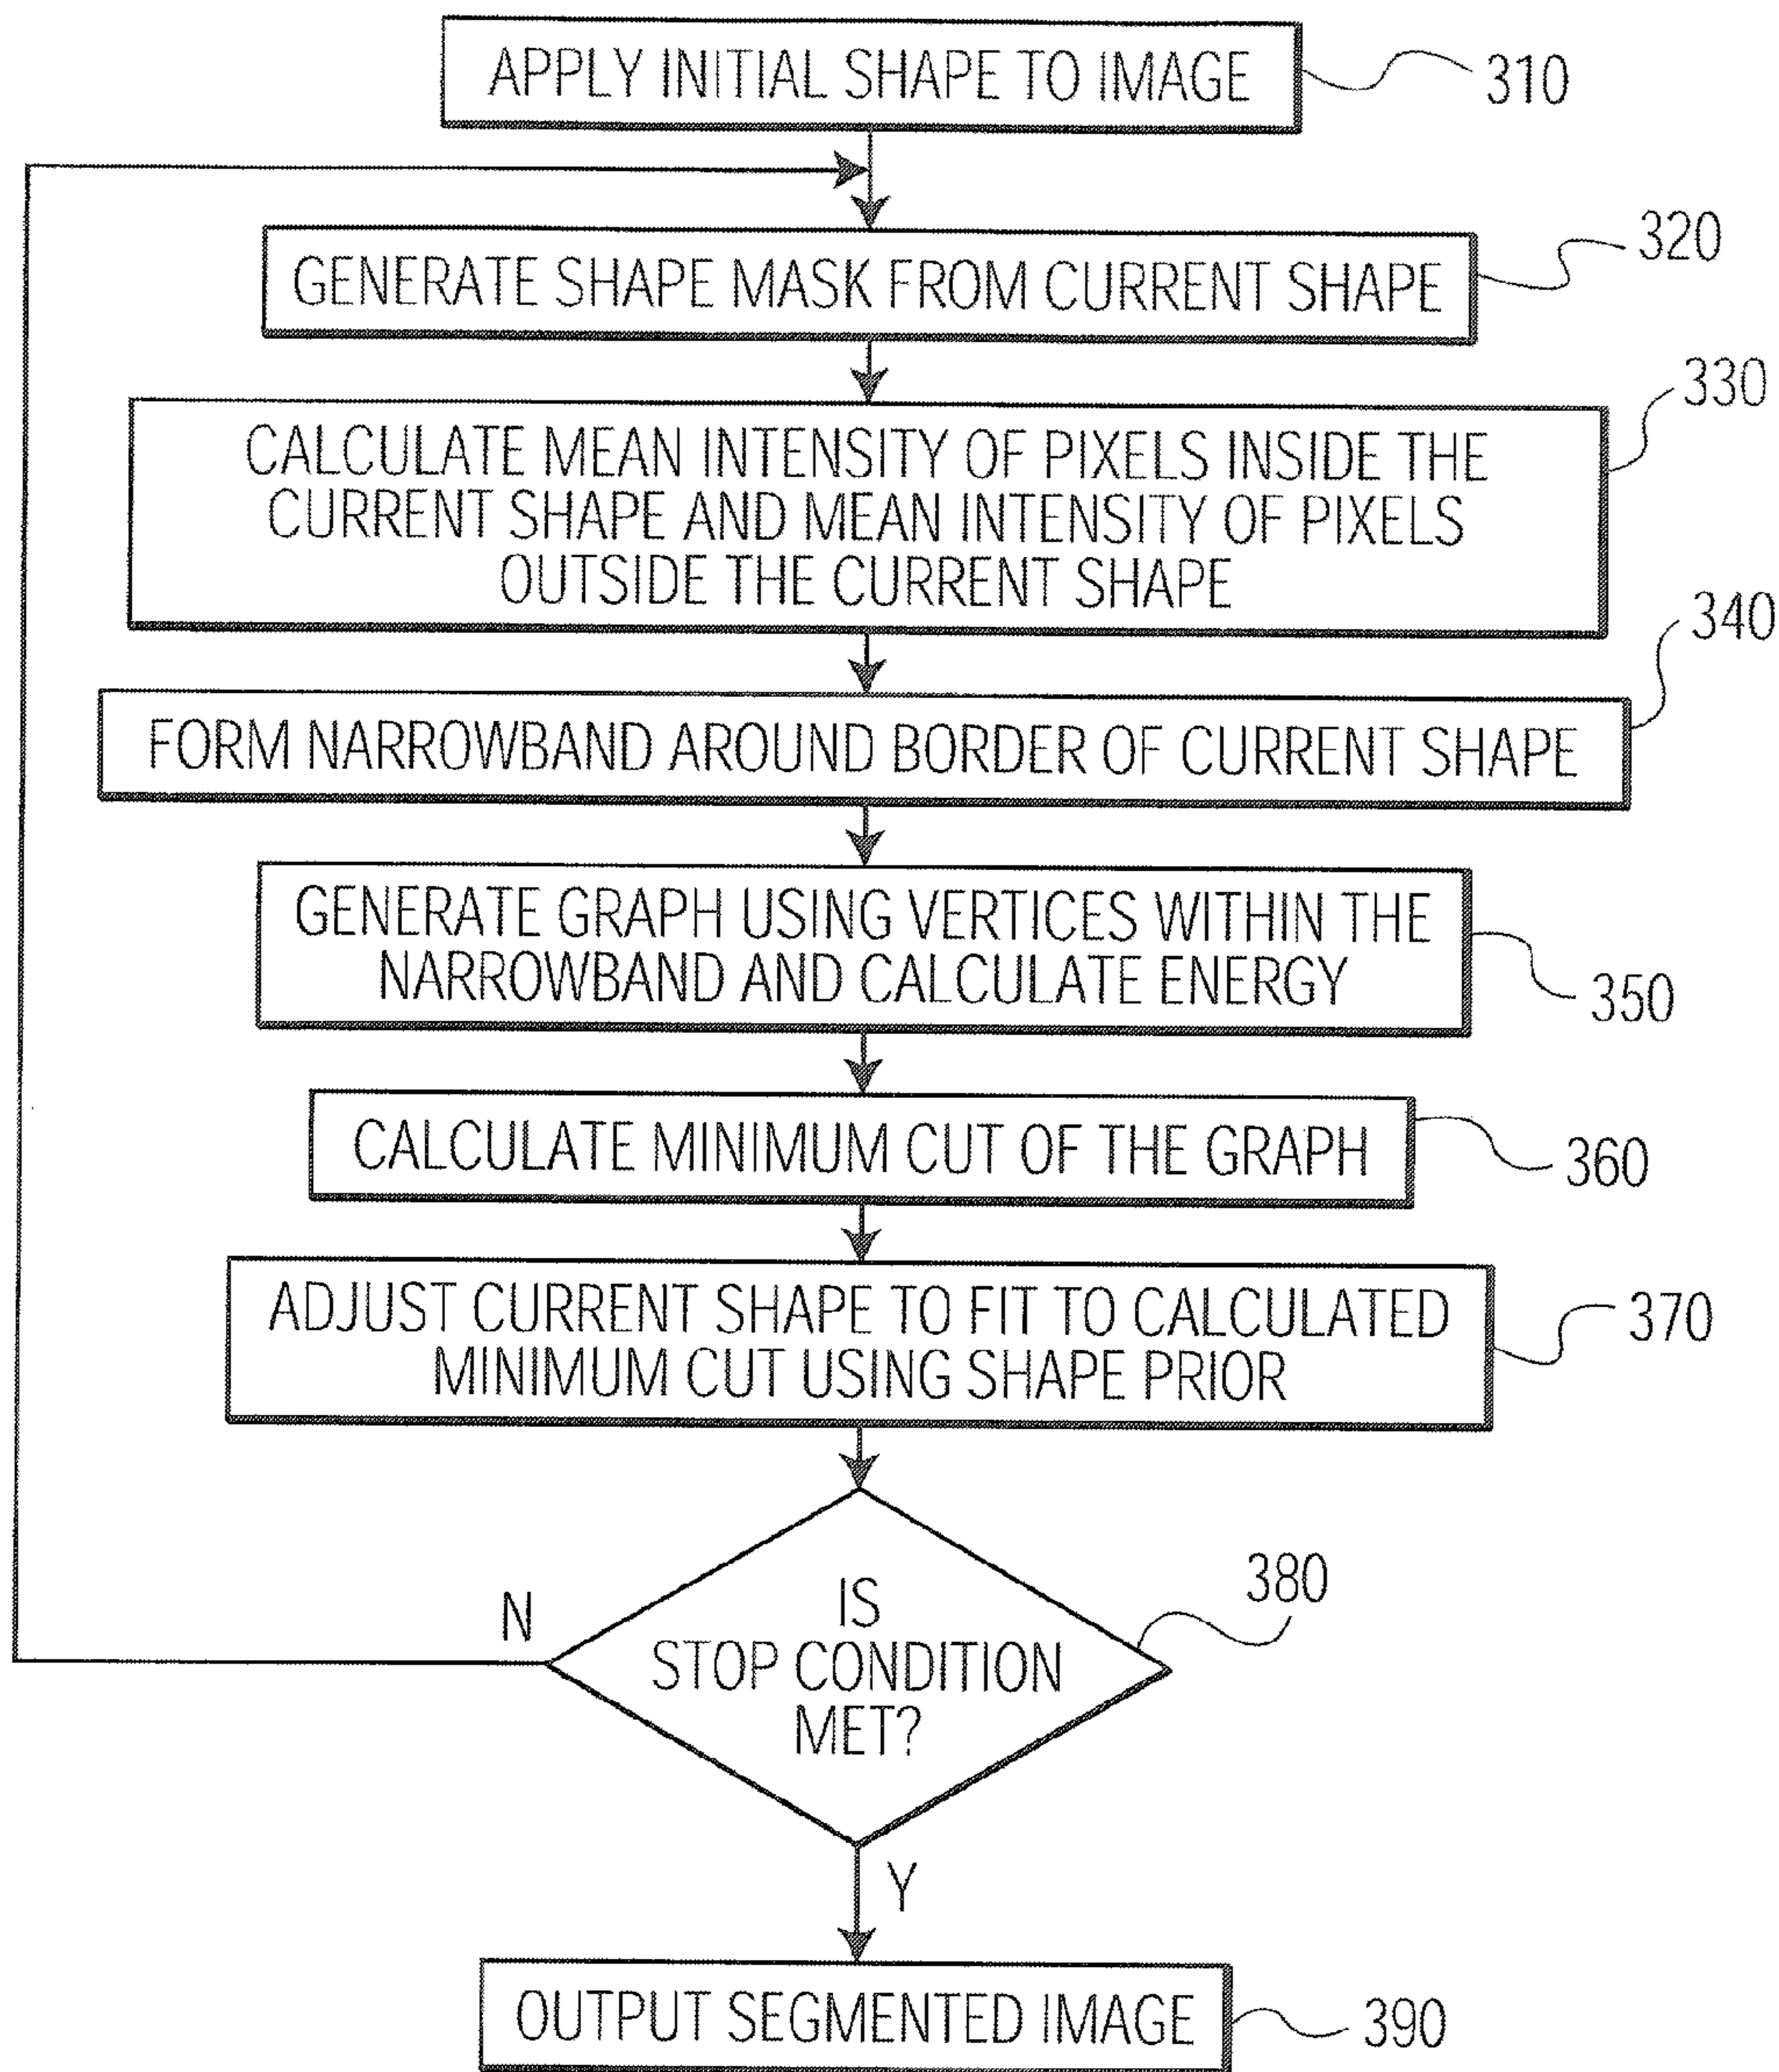 APPLY INITIAL SHAPE TO IMAGE
310
GENERATE SHAPE MASK FROM CURRENT SHAPE
320
CALCULATE MEAN INTENSITY OF PIXELS INSIDE THE
CURRENT SHAPE AND MEAN INTENSITY OF PIXELS
OUTSIDE THE CURRENT SHAPE
330
FORM NARROWBAND AROUND BORDER OF CURRENT SHAPE
340
GENERATE GRAPH USING VERTICES WITHIN THE
NARROWBAND AND CALCULATE ENERGY
350
CALCULATE MINIMUM CUT OF THE GRAPH
360
ADJUST CURRENT SHAPE TO FIT TO CALCULATED
MINIMUM CUT USING SHAPE PRIOR
370
N
IS
STOP CONDITION
MET?
380
Y
OUTPUT SEGMENTED IMAGE
390